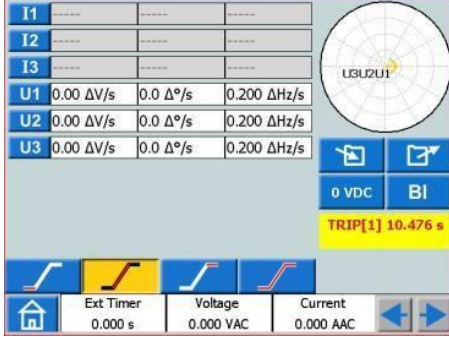 I1 ----- ----- -----
I2 ----- ----- -----
I3 ----- ----- -----
U1 0.00 ΔV/s 0.0 Δ°/s 0.200 ΔHz/s
U2 0.00 ΔV/s 0.0 Δ°/s 0.200 ΔHz/s
U3 0.00 ΔV/s 0.0 Δ°/s 0.200 ΔHz/s
U3U2U1
0 VDC BI
TRIP[1] 10.476 s
Ext Timer Voltage Current
0.000 s 0.000 VAC 0.000 AAC